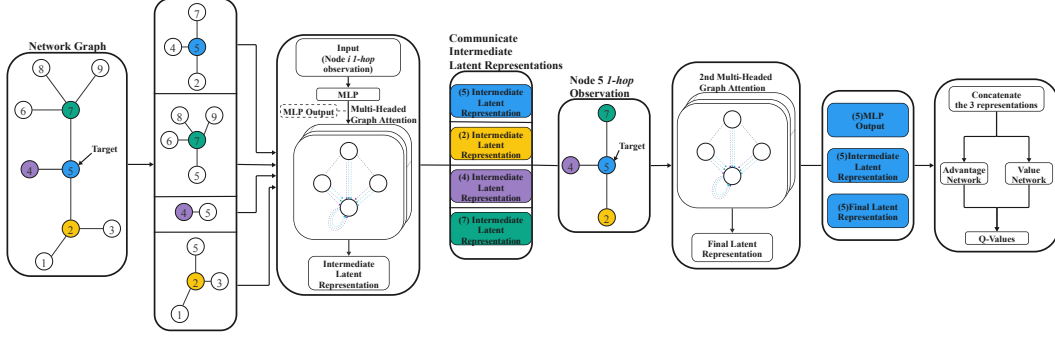 Network Graph
8
9
6
7
Target
4
5
2
3
1
7
4
5
2
8
9
6
7
5
4
5
5
2
3
1
Input
(Node i 1-hop
observation)
MLP
MLP Output
Multi-Headed
Graph Attention
Intermediate
Latent
Representation
Communicate
Intermediate
Latent Representations
(5) Intermediate
Latent
Representation
(2) Intermediate
Latent
Representation
(4) Intermediate
Latent
Representation
(7) Intermediate
Latent
Representation
Node 5 1-hop
Observation
7
Target
4
5
2
2nd Multi-Headed
Graph Attention
Final Latent
Representation
(5)MLP
Output
(5)Intermediate
Latent
Representation
(5)Final Latent
Representation
Concatenate
the 3 representations
Advantage
Network
Value
Network
Q-Values